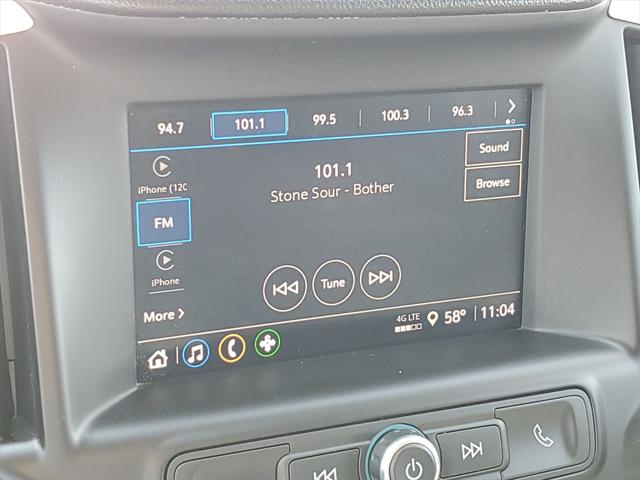 94.7 101.1 99.5 100.3 96.3
101.1
Stone Sour - Bother
Sound
Browse
iPhone (12C
FM
iPhone
More
Tune
4G LTE
58° 11:04